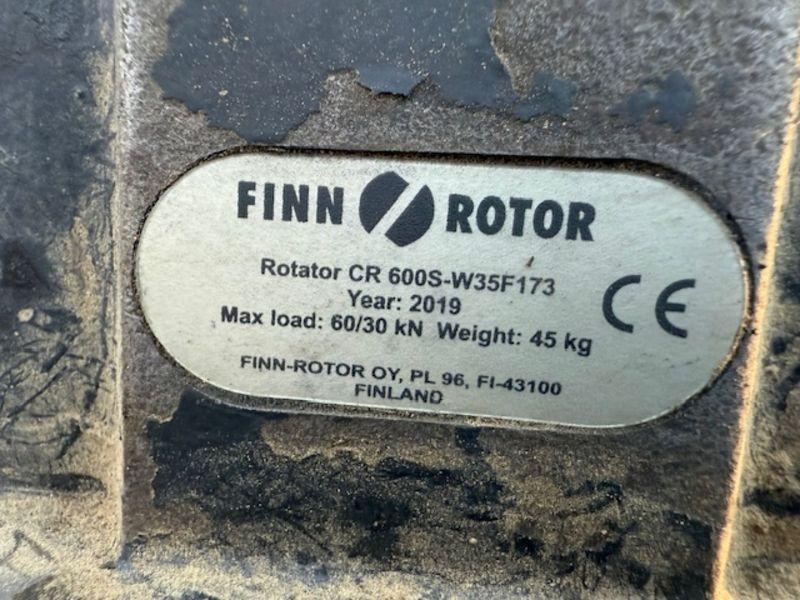 FINN ROTOR
Rotator CR 600S-W35F173
Year: 2019
Max load: 60/30 kN Weight: 45 kg
CE
FINN-ROTOR OY, PL 96, FI-43100
FINLAND